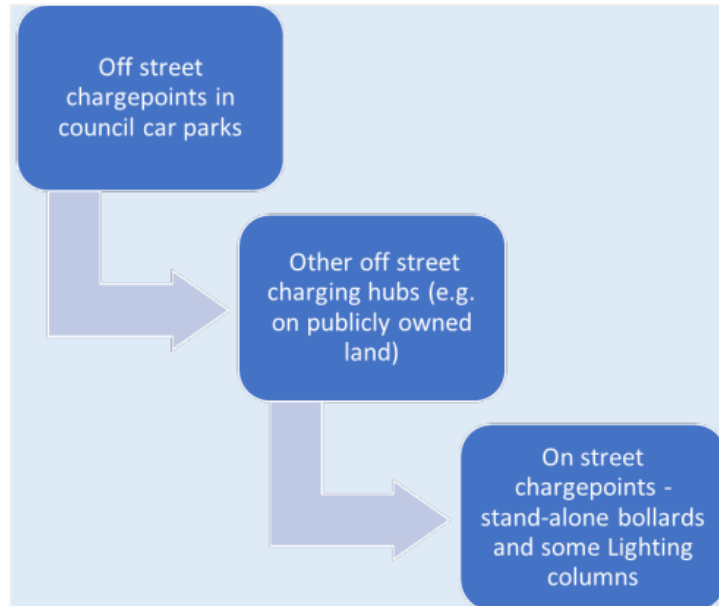 Off street
chargepoints in
council car parks
Other off street
charging hubs (e.g.
on publicly owned
land)
On street
chargepoints -
stand-alone bollards
and some Lighting
columns